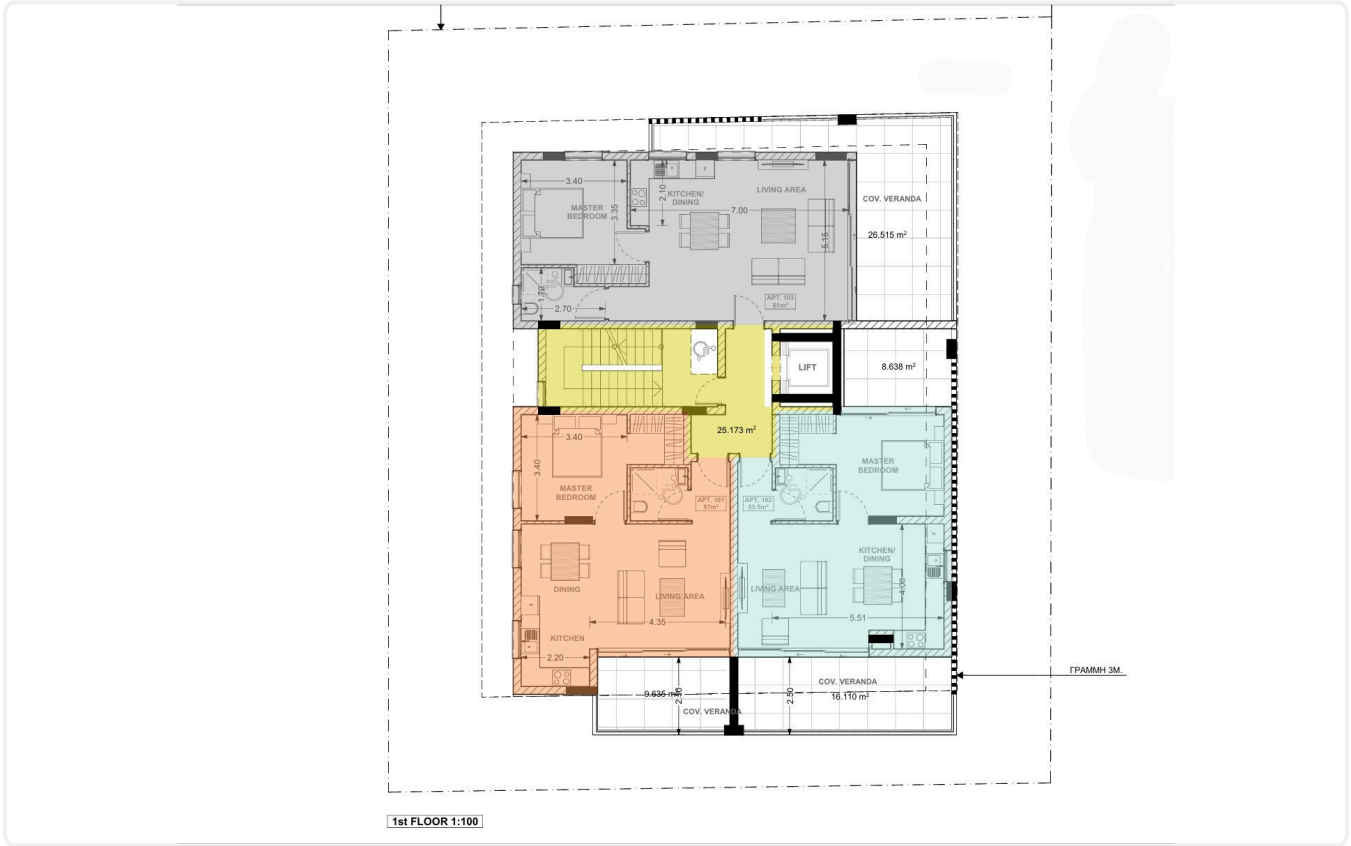 3.40
MASTER
BEDROOM
3.35
2.10
KITCHEN/
DINING
LIVING AREA
7.00
5.15
COV. VERANDA
26.515 m²
1.70
2.70
APT. 103
61m²
LIFT
8.638 m²
25.173 m²
3.40
3.40
MASTER
BEDROOM
APT. 101
57m²
APT. 102
53,5m²
MASTER
BEDROOM
DINING
LIVING AREA
4.35
KITCHEN
2.20
KITCHEN/
DINING
4.00
LIVING AREA
5.51
9.635 m²
2.50
COV. VERANDA
2.50
COV. VERANDA
16.110 m²
ΓΡΑΜΜΗ 3Μ.
1st FLOOR 1:100